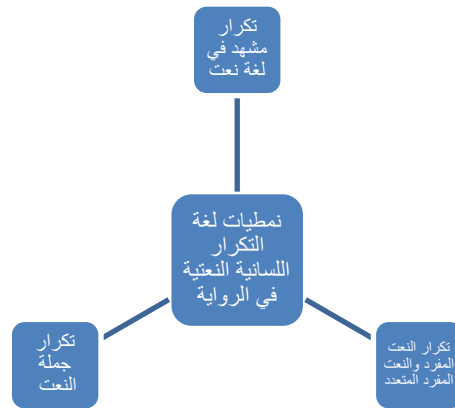 تكرار
مشهد في
لغة نعت
نمطيات لغة
التكرار
اللسانية النعتية
في الرواية
تكرار النعت
المفرد والنعت
المفرد المتعدد
تكرار
جملة
النعت